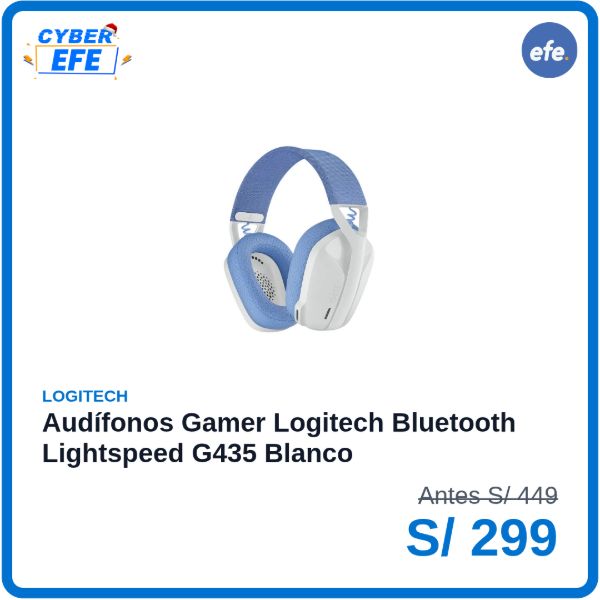 CYBER
EFE
efe.
LOGITECH
Audífonos Gamer Logitech Bluetooth
Lightspeed G435 Blanco
Antes S/ 449
S/ 299